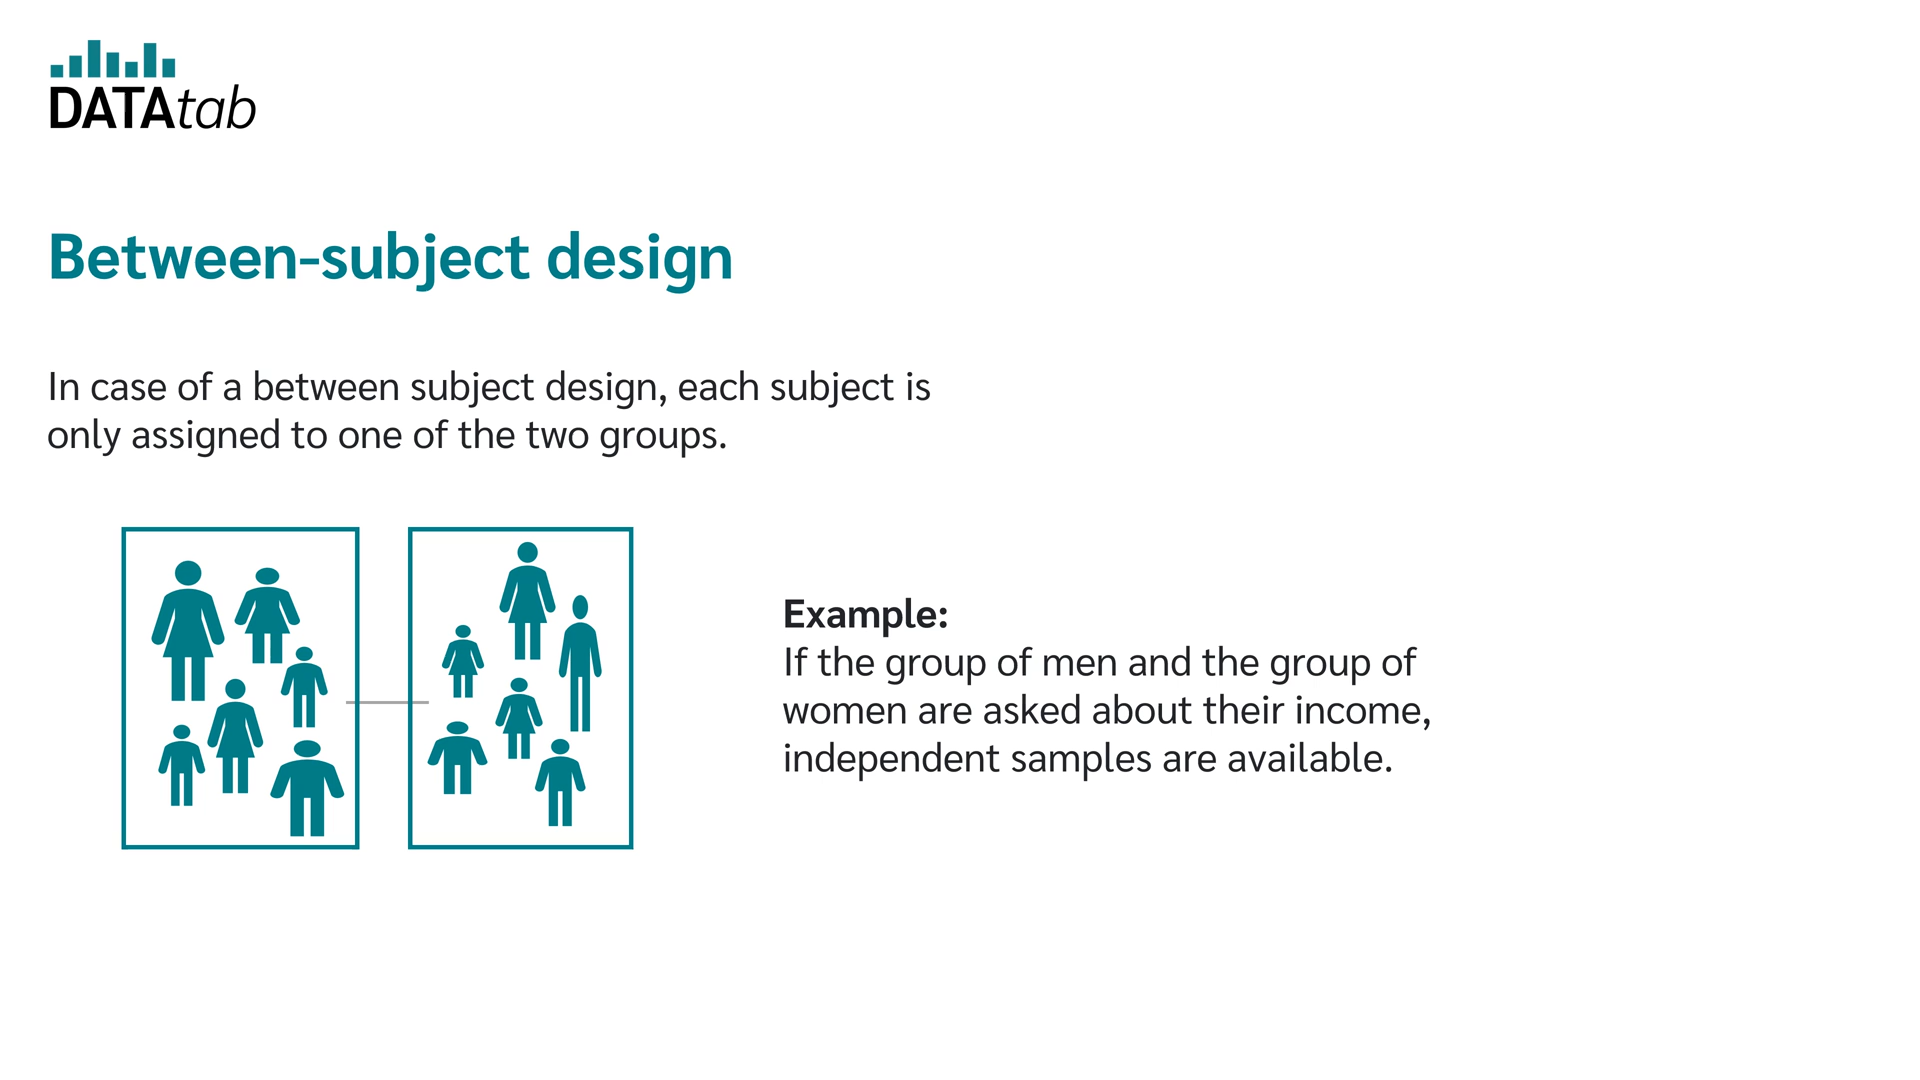 DATAtab
Between-subject design
In case of a between subject design, each subject is
only assigned to one of the two groups.
Example:
If the group of men and the group of
women are asked about their income,
independent samples are available.